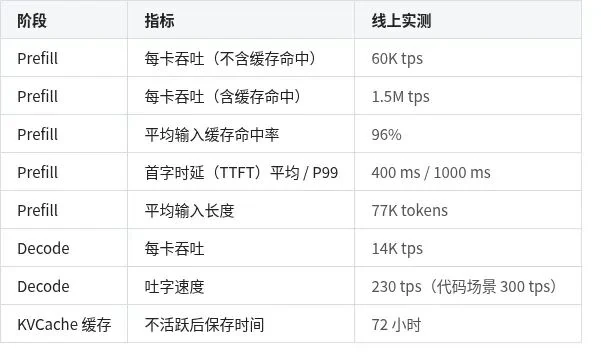 阶段 指标 线上实测
Prefill 每卡吞吐（不含缓存命中） 60K tps
Prefill 每卡吞吐（含缓存命中） 1.5M tps
Prefill 平均输入缓存命中率 96%
Prefill 首字时延（TTFT）平均 / P99 400 ms / 1000 ms
Prefill 平均输入长度 77K tokens
Decode 每卡吞吐 14K tps
Decode 吐字速度 230 tps（代码场景 300 tps）
KVCache 缓存 不活跃后保存时间 72 小时